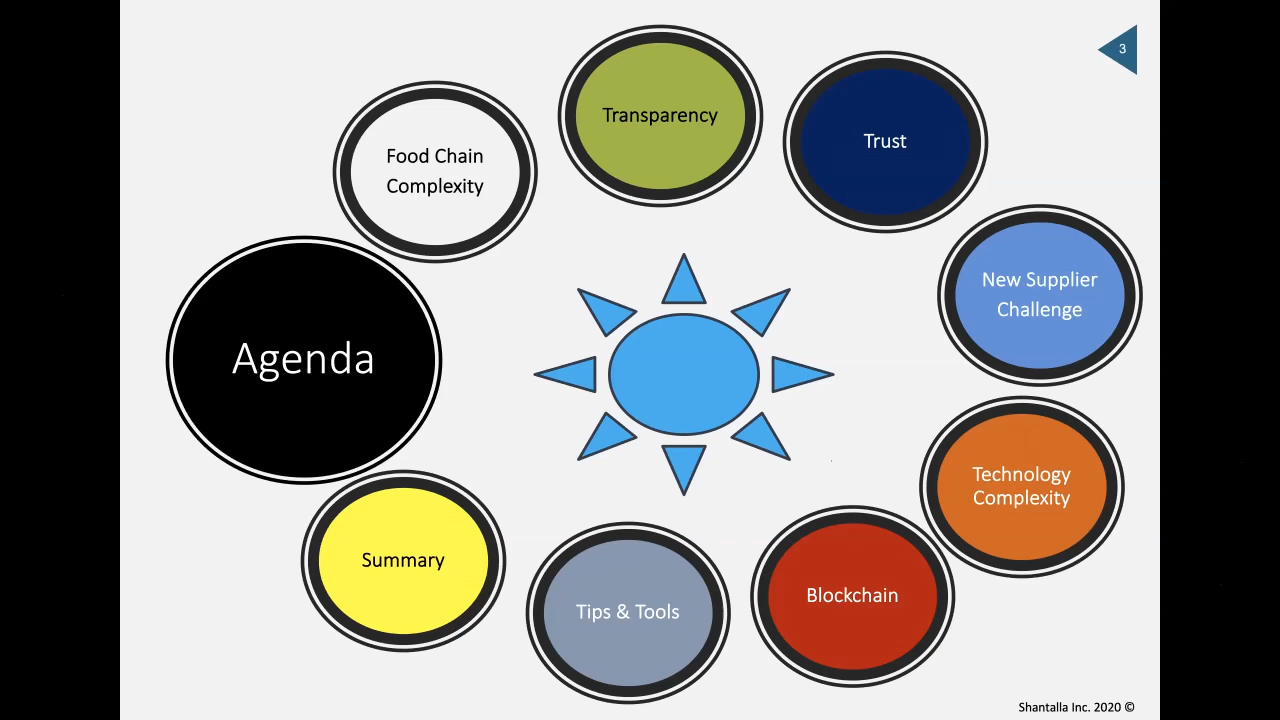 3
Transparency
Trust
Food Chain
Complexity
New Supplier
Challenge
Agenda
Technology
Complexity
Summary
Tips & Tools
Blockchain
Shantalla Inc. 2020 ©